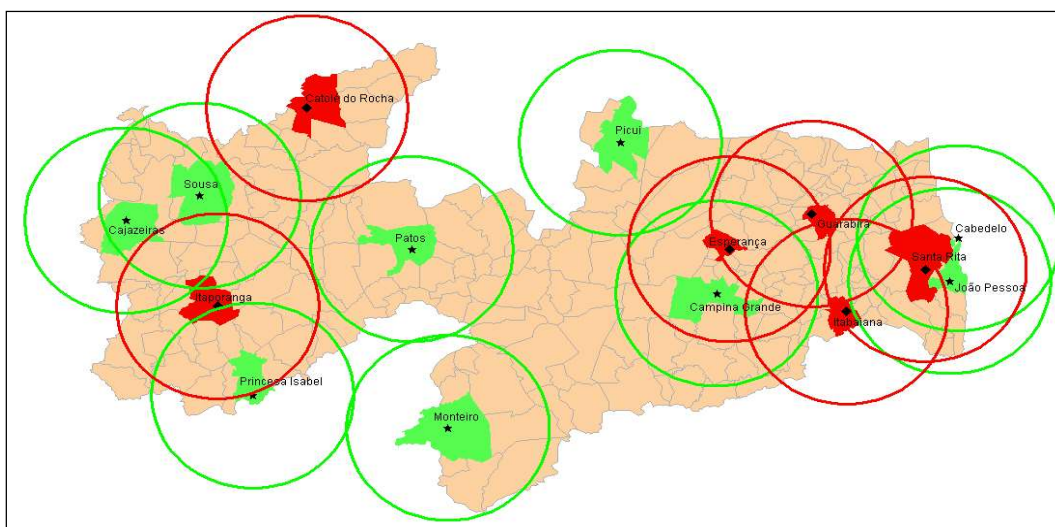 Catolé do Rocha
Picuí
Sousa
Cajazeiras
Patos
Guarabira
Cabedelo
Esperança
Santa Rita
João Pessoa
Itaporanga
Campina Grande
Itabaiana
Princesa Isabel
Monteiro